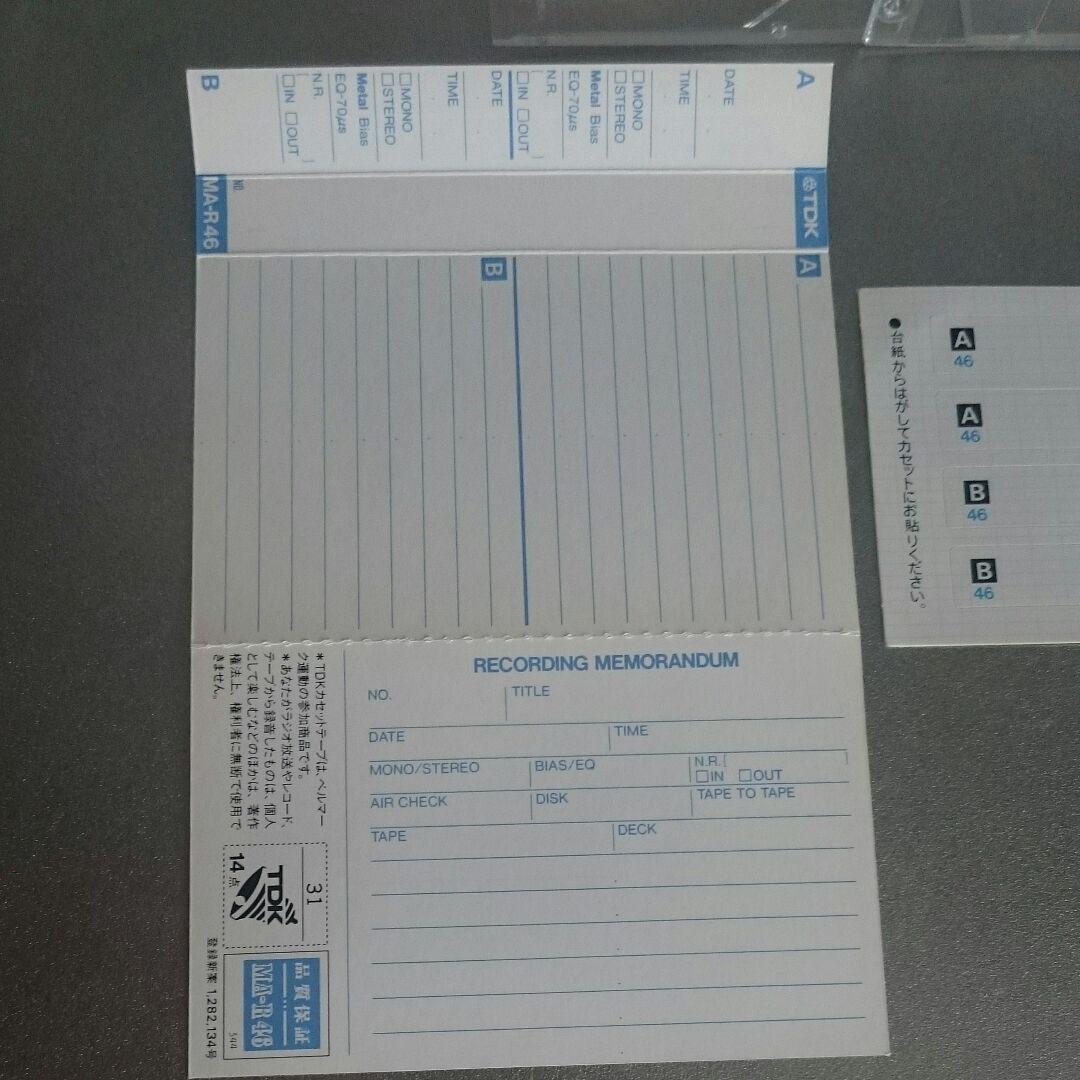 A
DATE
TIME
□MONO
□STEREO
Metal Bias
EQ-70μs
N.R.[ ]
□IN □OUT
DATE
TIME
□MONO
□STEREO
Metal Bias
EQ-70μs
N.R.[ ]
□IN □OUT
B
TDK
NO.
MA-R46
A
B
RECORDING MEMORANDUM
NO. TITLE
DATE TIME
MONO/STEREO BIAS/EQ N.R.[ ]
□IN □OUT
AIR CHECK DISK TAPE TO TAPE
TAPE DECK
*TDKカセットテープは、ベルマー
ク運動の参加商品です。
*あなたがラジオ放送やレコード、
テープから録音したものは、個人
として楽しむなどのほかは、著作
権法上、権利者に無断で使用で
きません。
31
TDK
14点
品質保証
MA-R46
544
登録新案 1,282,134号
●台紙からはがしてカセットにお貼りください。
A
46
A
46
B
46
B
46